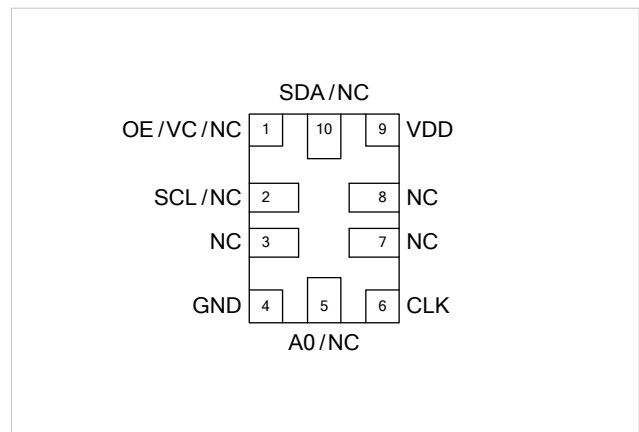 SDA/NC
OE/VC/NC 1 10 9 VDD
SCL/NC 2 8 NC
NC 3 7 NC
GND 4 5 6 CLK
A0/NC